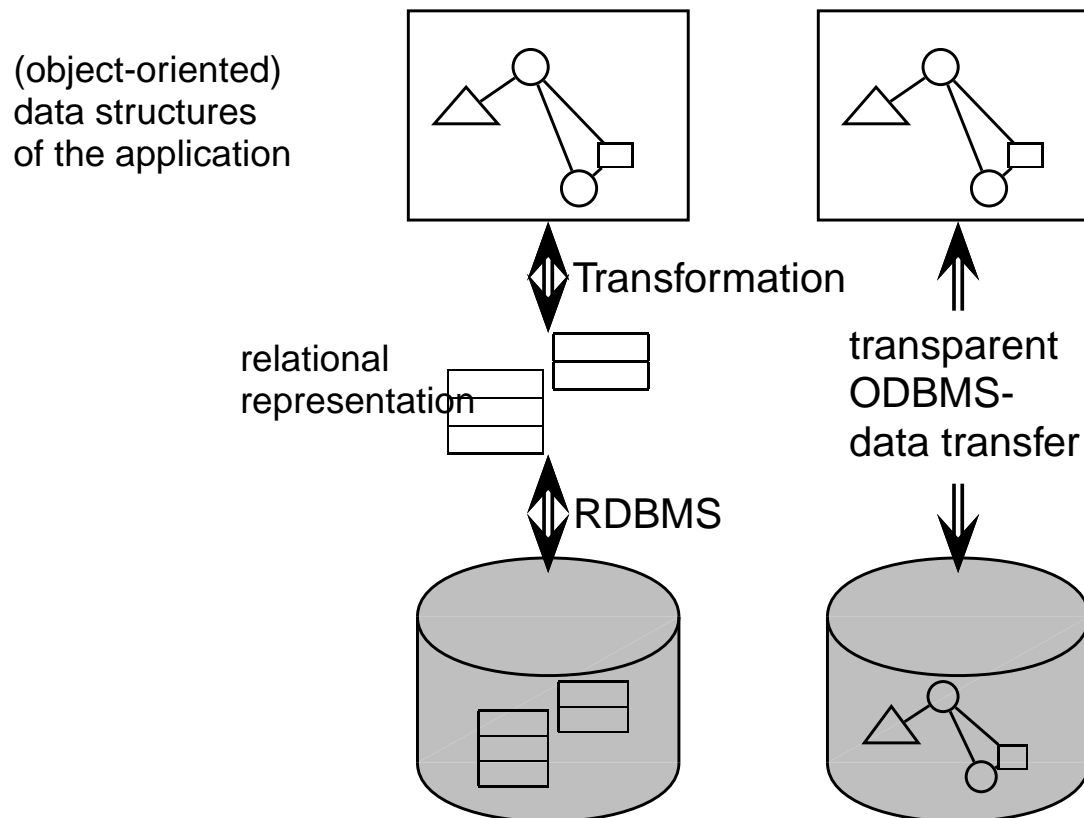 (object-oriented)
data structures
of the application
Transformation
relational
representation
transparent
ODBMS-
data transfer
RDBMS